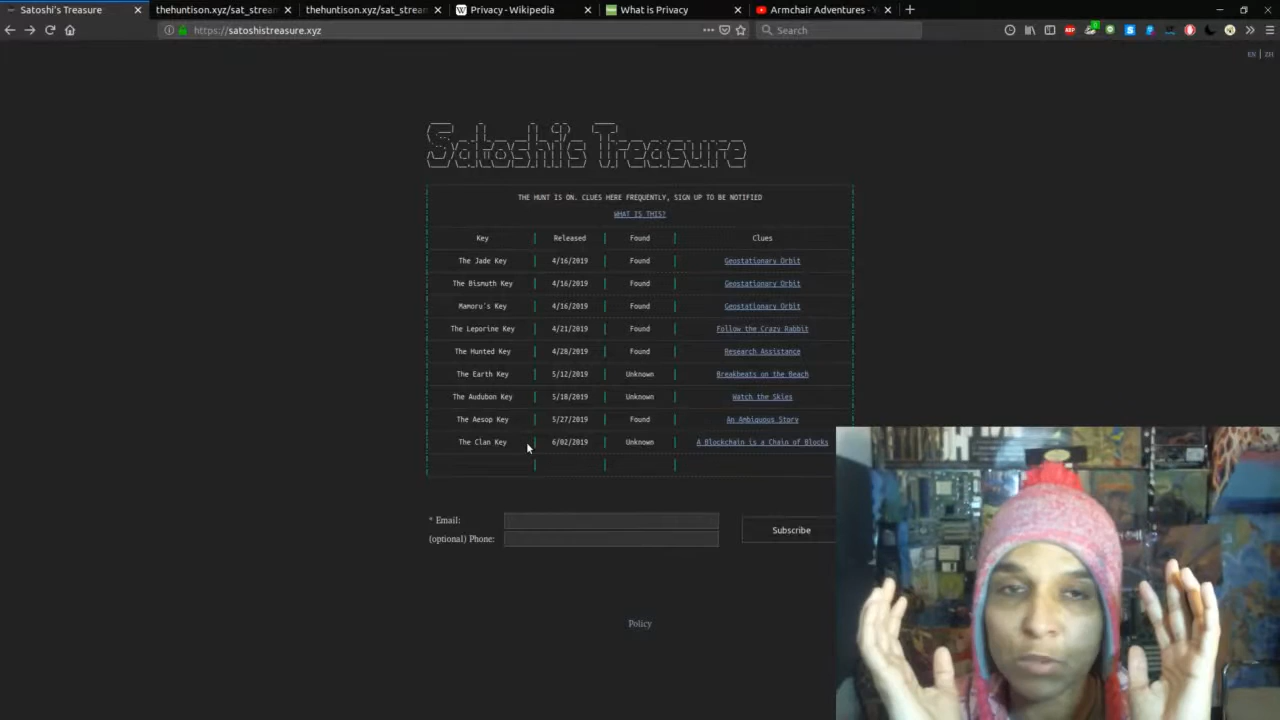 Satoshi's Treasure
thehuntison.xyz/sat_stream
thehuntison.xyz/sat_stream
Privacy - Wikipedia
What is Privacy
Armchair Adventures - Y
https://satoshistreasure.xyz
Search
EN | ZH
Satoshi's Treasure
THE HUNT IS ON. CLUES HERE FREQUENTLY, SIGN UP TO BE NOTIFIED
WHAT IS THIS?
Key Released Found Clues
The Jade Key 4/16/2019 Found Geostationary Orbit
The Bismuth Key 4/16/2019 Found Geostationary Orbit
Mamoru's Key 4/16/2019 Found Geostationary Orbit
The Leporine Key 4/21/2019 Found Follow the Crazy Rabbit
The Hunted Key 4/28/2019 Found Research Assistance
The Earth Key 5/12/2019 Unknown Breakbeats on the Beach
The Audubon Key 5/18/2019 Unknown Watch the Skies
The Aesop Key 5/27/2019 Found An Ambiguous Story
The Clan Key 6/02/2019 Unknown A Blockchain is a Chain of Blocks
* Email:
(optional) Phone:
Subscribe
Policy